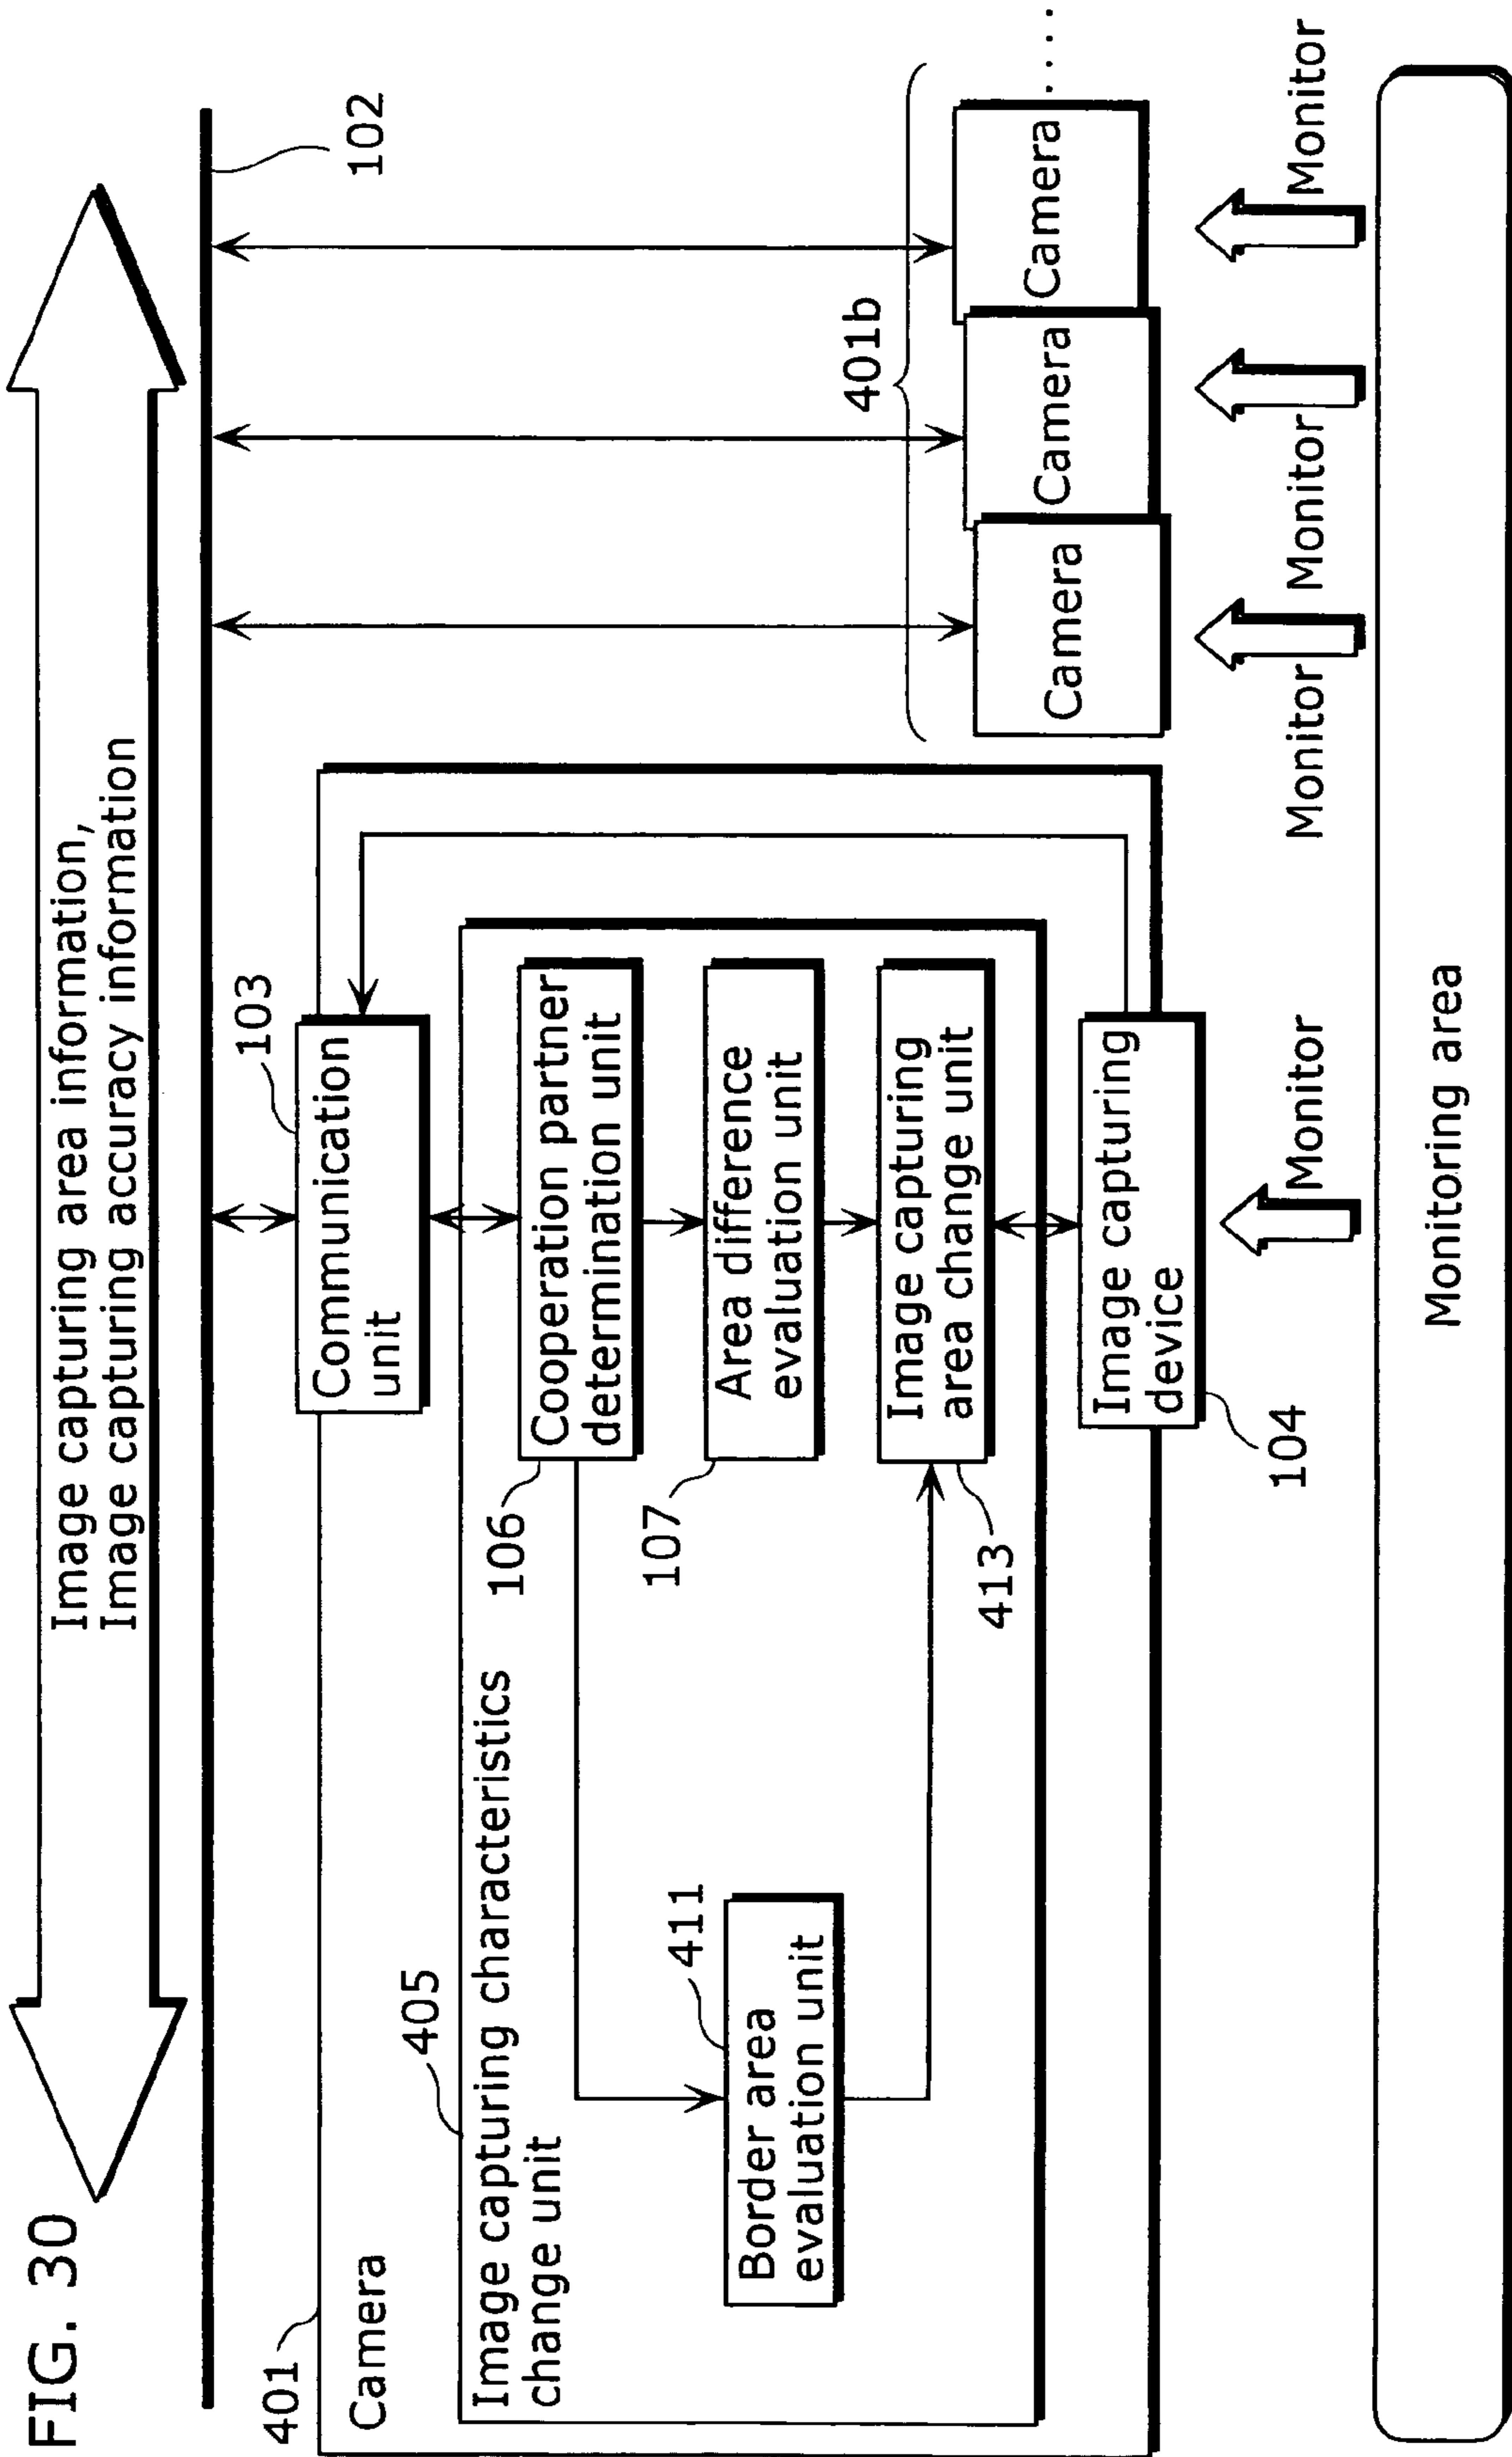 FIG. 30
Image capturing area information,
Image capturing accuracy information
102
401
Camera
103
Communication
unit
405
Image capturing characteristics
change unit
106
Cooperation partner
determination unit
411
Border area
evaluation unit
107
Area difference
evaluation unit
413
Image capturing
area change unit
Image capturing
device
104
401b
Camera
Camera
Camera
.....
Monitor
Monitor
Monitor
Monitor
Monitoring area